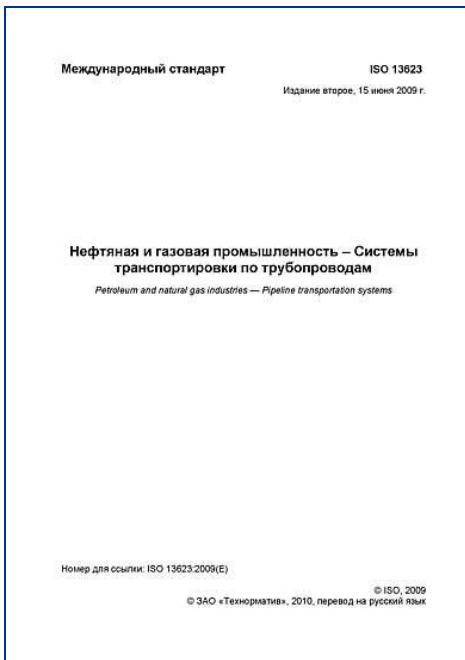 Международный стандарт ISO 13623
Издание второе, 15 июня 2009 г.
Нефтяная и газовая промышленность – Системы
транспортировки по трубопроводам
Petroleum and natural gas industries — Pipeline transportation systems
Номер для ссылки: ISO 13623:2009(E)
© ISO, 2009
© ЗАО «Технорматив», 2010, перевод на русский язык